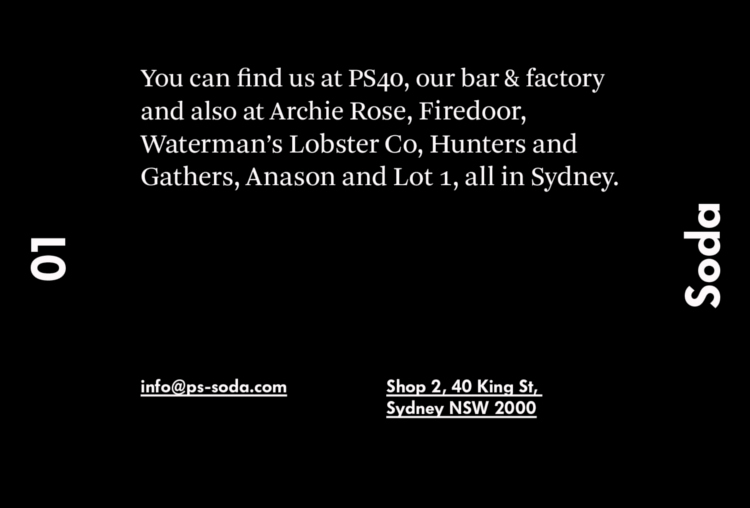 You can find us at PS40, our bar & factory
and also at Archie Rose, Firedoor,
Waterman’s Lobster Co, Hunters and
Gathers, Anason and Lot 1, all in Sydney.
01
Soda
info@ps-soda.com
Shop 2, 40 King St,
Sydney NSW 2000